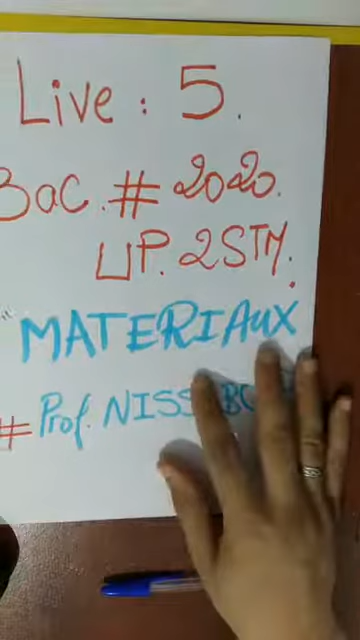 Live : 5.
BaC. # 2020.
UP. 2STM.
" MATERIAUX
# Prof. NISS